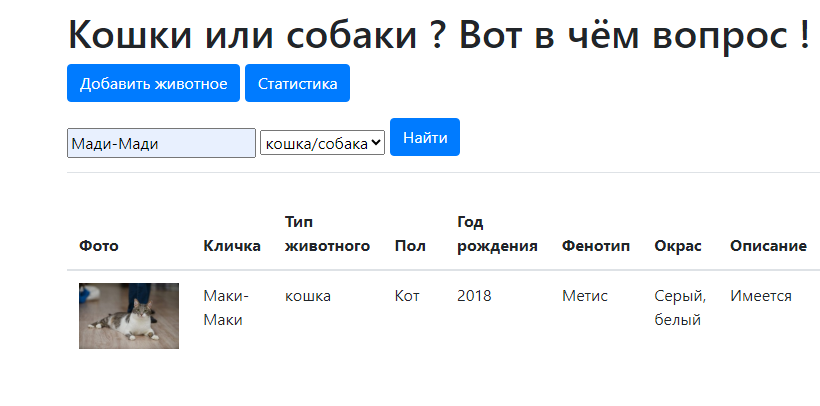 Кошки или собаки ? Вот в чём вопрос !
Добавить животное Статистика
Мади-Мади кошка/собака Найти
Фото Кличка Тип животного Пол Год рождения Фенотип Окрас Описание
Маки-Маки кошка Кот 2018 Метис Серый, белый Имеется